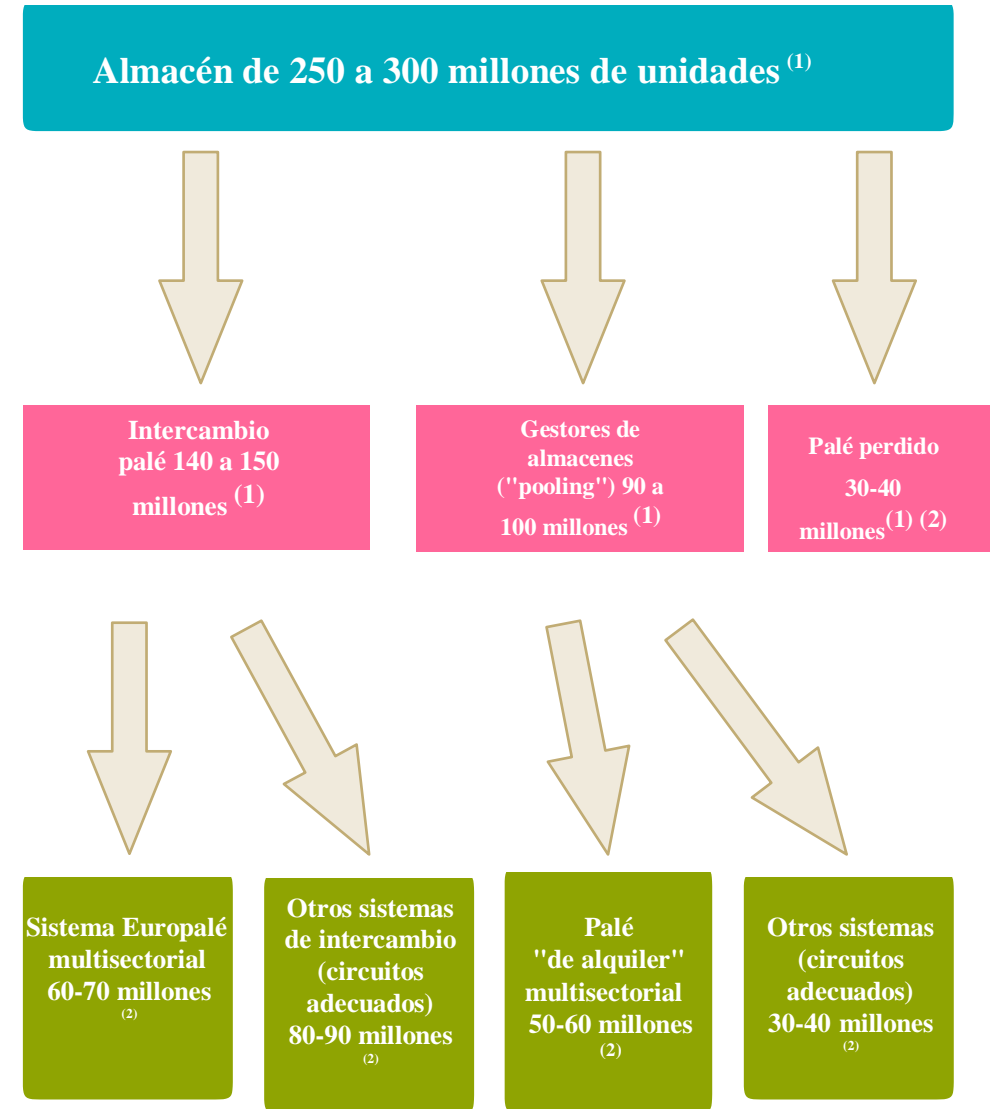 Almacén de 250 a 300 millones de unidades (1)
Intercambio
palé 140 a 150
millones (1)
Gestores de
almacenes
("pooling") 90 a
100 millones (1)
Palé perdido
30-40
millones(1) (2)
Sistema Europalé
multisectorial
60-70 millones
(2)
Otros sistemas
de intercambio
(circuitos
adecuados)
80-90 millones
(2)
Palé
"de alquiler"
multisectorial
50-60 millones
(2)
Otros sistemas
(circuitos
adecuados)
30-40 millones
(2)